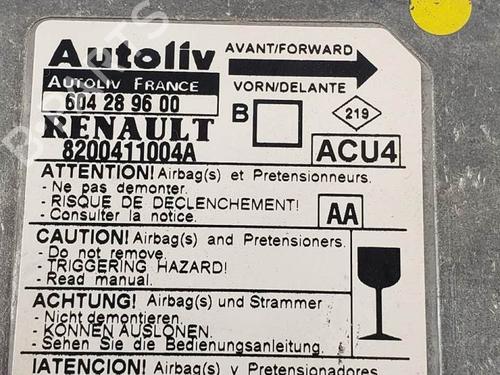 Autoliv
AVANT/FORWARD
AUTOLIV FRANCE
VORN/DELANTE
604 28 96 00
B
219
RENAULT
8200411004A
ACU4
ATTENTION! Airbag(s) et Pretensionneurs.
- Ne pas demonter.
- RISQUE DE DECLENCHEMENT!
- Consulter la notice.
AA
CAUTION! Airbag(s) and Pretensioners.
- Do not remove.
- TRIGGERING HAZARD!
- Read manual.
ACHTUNG! Airbag(s) und Strammer
- Nicht demontieren.
- KONNEN AUSLONEN.
- Sehen Sie die Bedienungsanleitung.
IATENCION! Airbag(s) y Pretensionadores